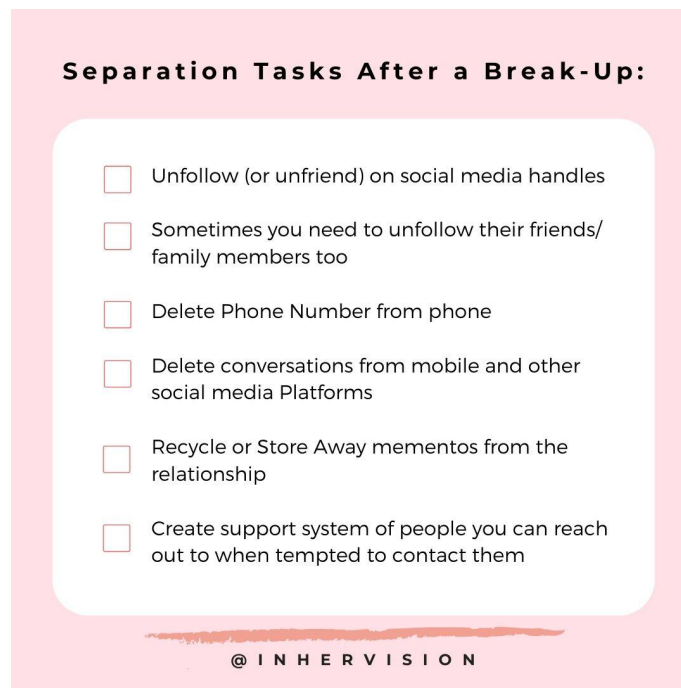 Separation Tasks After a Break-Up:
Unfollow (or unfriend) on social media handles
Sometimes you need to unfollow their friends/
family members too
Delete Phone Number from phone
Delete conversations from mobile and other
social media Platforms
Recycle or Store Away mementos from the
relationship
Create support system of people you can reach
out to when tempted to contact them
@INHERVISION